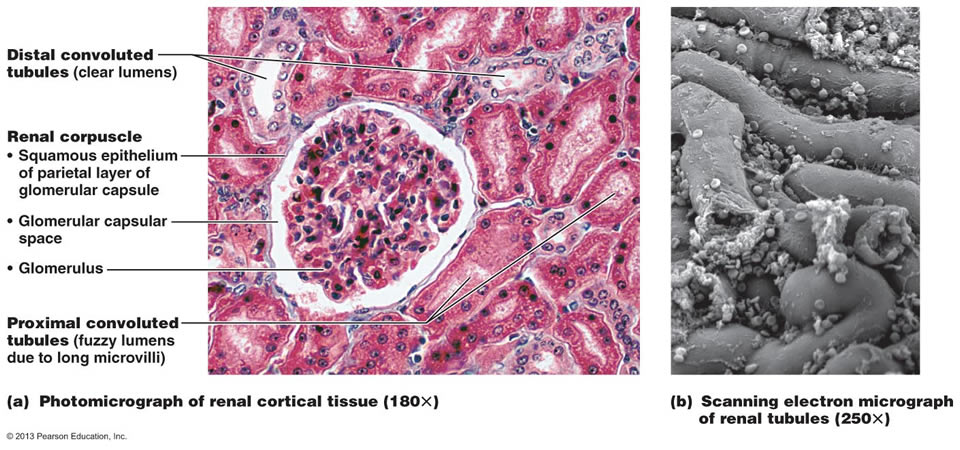 Distal convoluted
tubules (clear lumens)
Renal corpuscle
• Squamous epithelium
of parietal layer of
glomerular capsule
• Glomerular capsular
space
• Glomerulus
Proximal convoluted
tubules (fuzzy lumens
due to long microvilli)
(a) Photomicrograph of renal cortical tissue (180×)
(b) Scanning electron micrograph
of renal tubules (250×)
© 2013 Pearson Education, Inc.